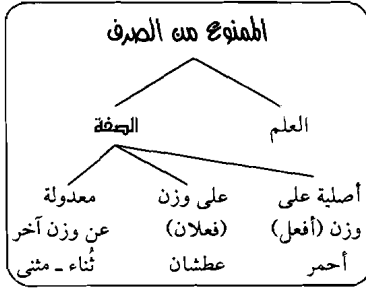 الممنوع من الصرف
العلم
الصفة
أصلية على
وزن (أفعل)
أحمر
على وزن
(فعلان)
عطشان
معدولة
عن وزن آخر
ثُناء ـ مثنى